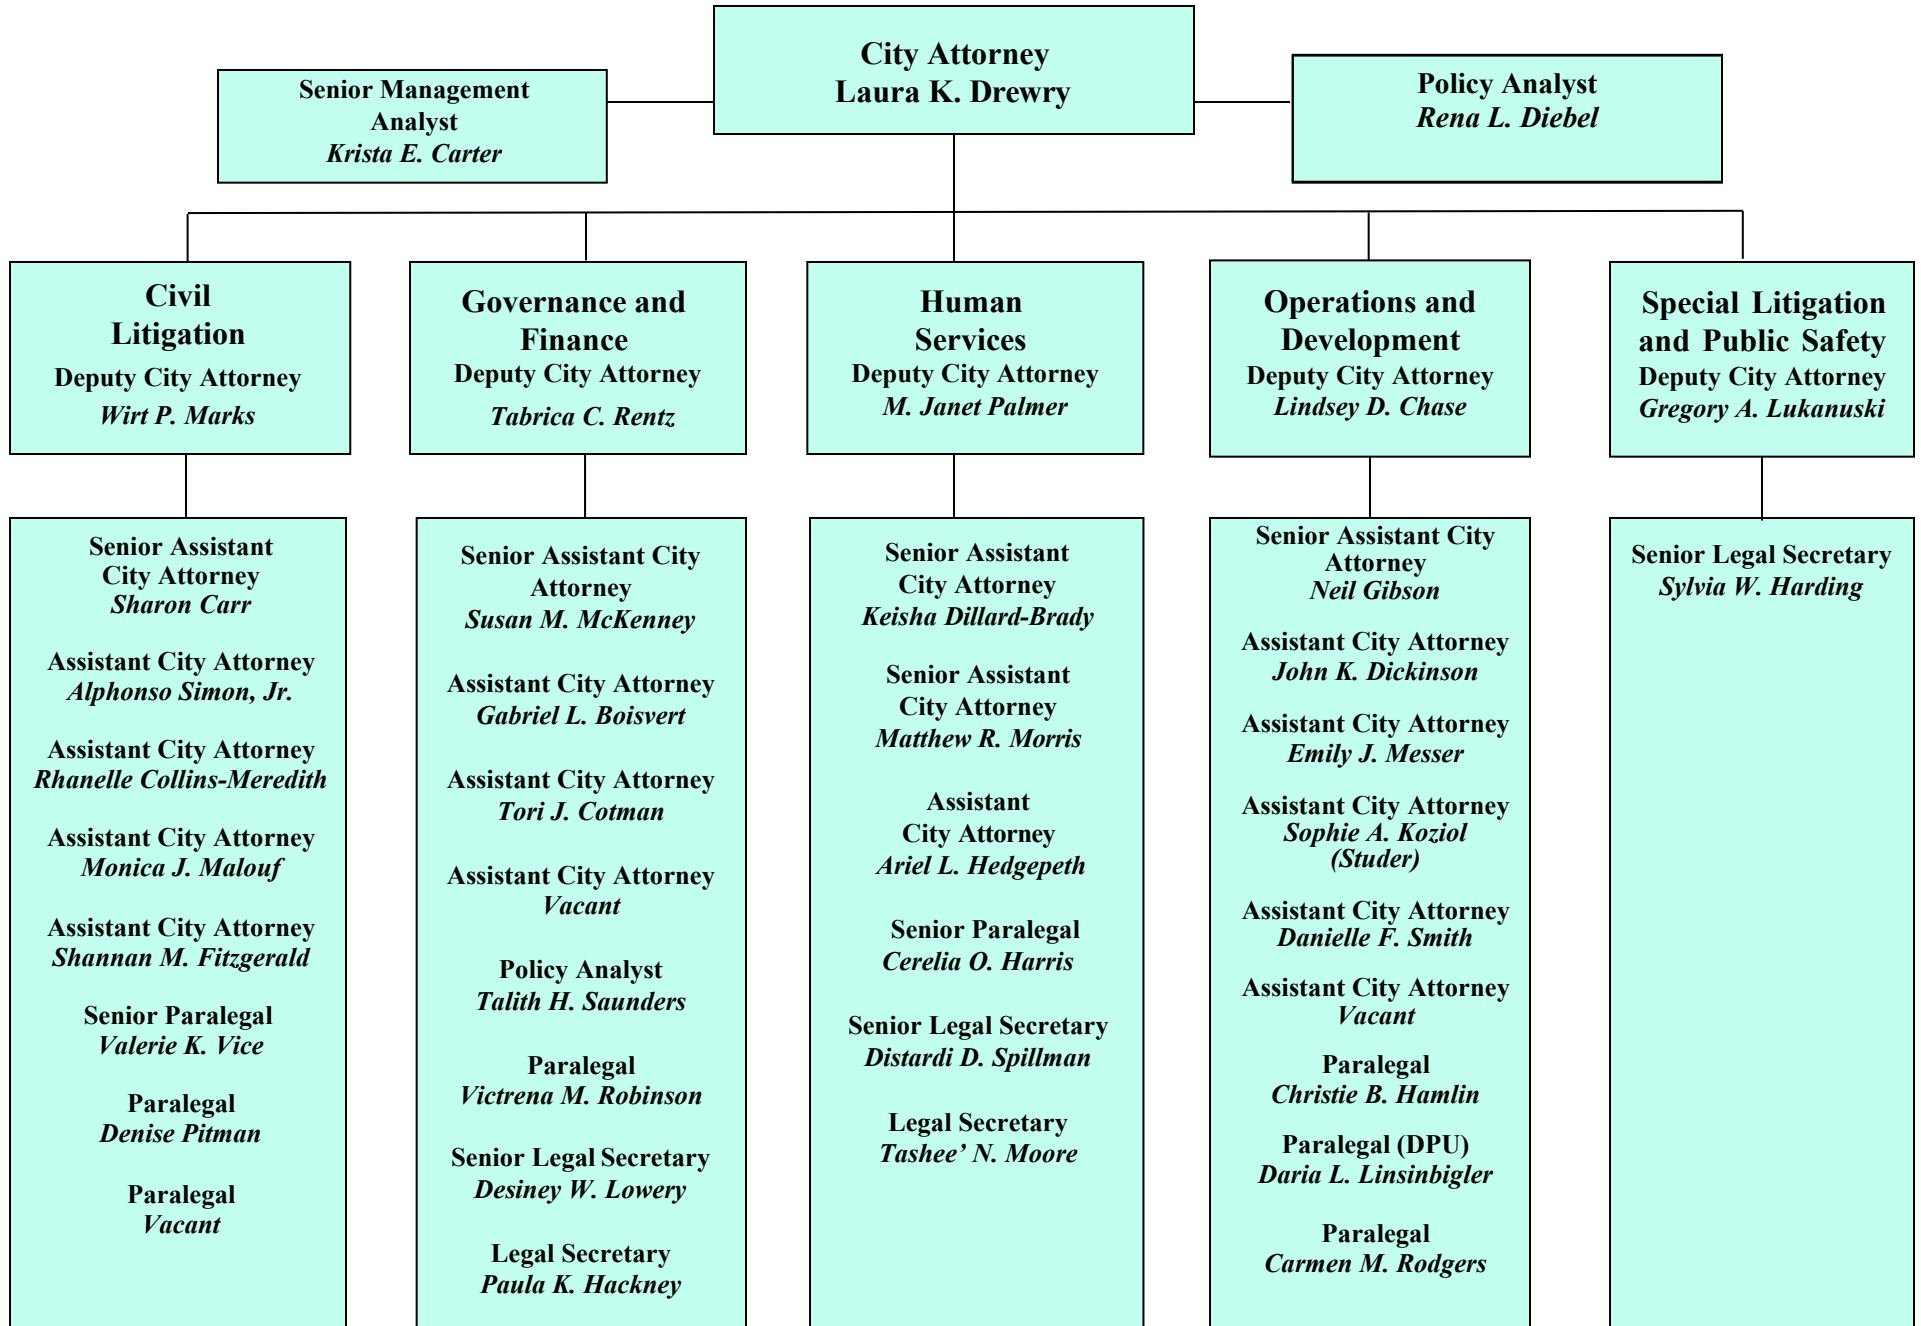 City Attorney
Laura K. Drewry
Senior Management
Analyst
Krista E. Carter
Policy Analyst
Rena L. Diebel
Civil
Litigation
Deputy City Attorney
Wirt P. Marks
Governance and
Finance
Deputy City Attorney
Tabrica C. Rentz
Human
Services
Deputy City Attorney
M. Janet Palmer
Operations and
Development
Deputy City Attorney
Lindsey D. Chase
Special Litigation
and Public Safety
Deputy City Attorney
Gregory A. Lukanuski
Senior Assistant
City Attorney
Sharon Carr
Assistant City Attorney
Alphonso Simon, Jr.
Assistant City Attorney
Rhanelle Collins-Meredith
Assistant City Attorney
Monica J. Malouf
Assistant City Attorney
Shannan M. Fitzgerald
Senior Paralegal
Valerie K. Vice
Paralegal
Denise Pitman
Paralegal
Vacant
Senior Assistant City
Attorney
Susan M. McKenney
Assistant City Attorney
Gabriel L. Boisvert
Assistant City Attorney
Tori J. Cotman
Assistant City Attorney
Vacant
Policy Analyst
Talith H. Saunders
Paralegal
Victrena M. Robinson
Senior Legal Secretary
Desiney W. Lowery
Legal Secretary
Paula K. Hackney
Senior Assistant
City Attorney
Keisha Dillard-Brady
Senior Assistant
City Attorney
Matthew R. Morris
Assistant
City Attorney
Ariel L. Hedgepeth
Senior Paralegal
Cerelia O. Harris
Senior Legal Secretary
Distardi D. Spillman
Legal Secretary
Tashee’ N. Moore
Senior Assistant City
Attorney
Neil Gibson
Assistant City Attorney
John K. Dickinson
Assistant City Attorney
Emily J. Messer
Assistant City Attorney
Sophie A. Koziol
(Studer)
Assistant City Attorney
Danielle F. Smith
Assistant City Attorney
Vacant
Paralegal
Christie B. Hamlin
Paralegal (DPU)
Daria L. Linsinbigler
Paralegal
Carmen M. Rodgers
Senior Legal Secretary
Sylvia W. Harding